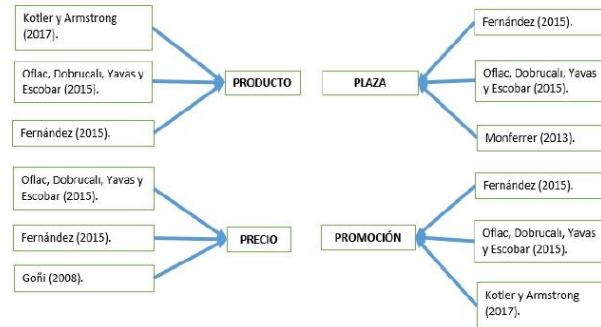 Kotler y Armstrong
(2017).
Oflac, Dobrucalı, Yavas y
Escobar (2015).
Fernández (2015).
PRODUCTO
PLAZA
Fernández (2015).
Oflac, Dobrucalı, Yavas
y Escobar (2015).
Monferrer (2013).
Oflac, Dobrucalı, Yavas y
Escobar (2015).
Fernández (2015).
Goñi (2008).
PRECIO
PROMOCIÓN
Fernández (2015).
Oflac, Dobrucalı, Yavas
y Escobar (2015).
Kotler y Armstrong
(2017).